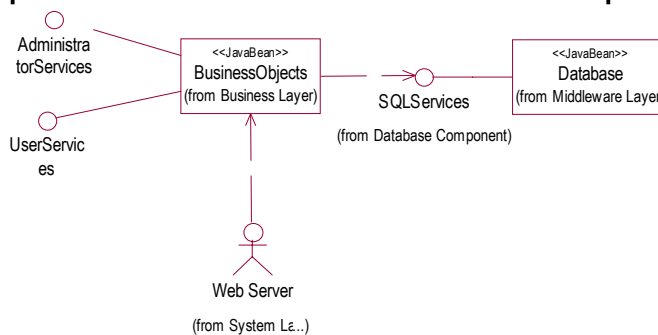 Administra
torServices
<<JavaBean>>
BusinessObjects
(from Business Layer)
UserServic
es
SQLServices
(from Database Component)
<<JavaBean>>
Database
(from Middleware Layer
Web Server
(from System La...)